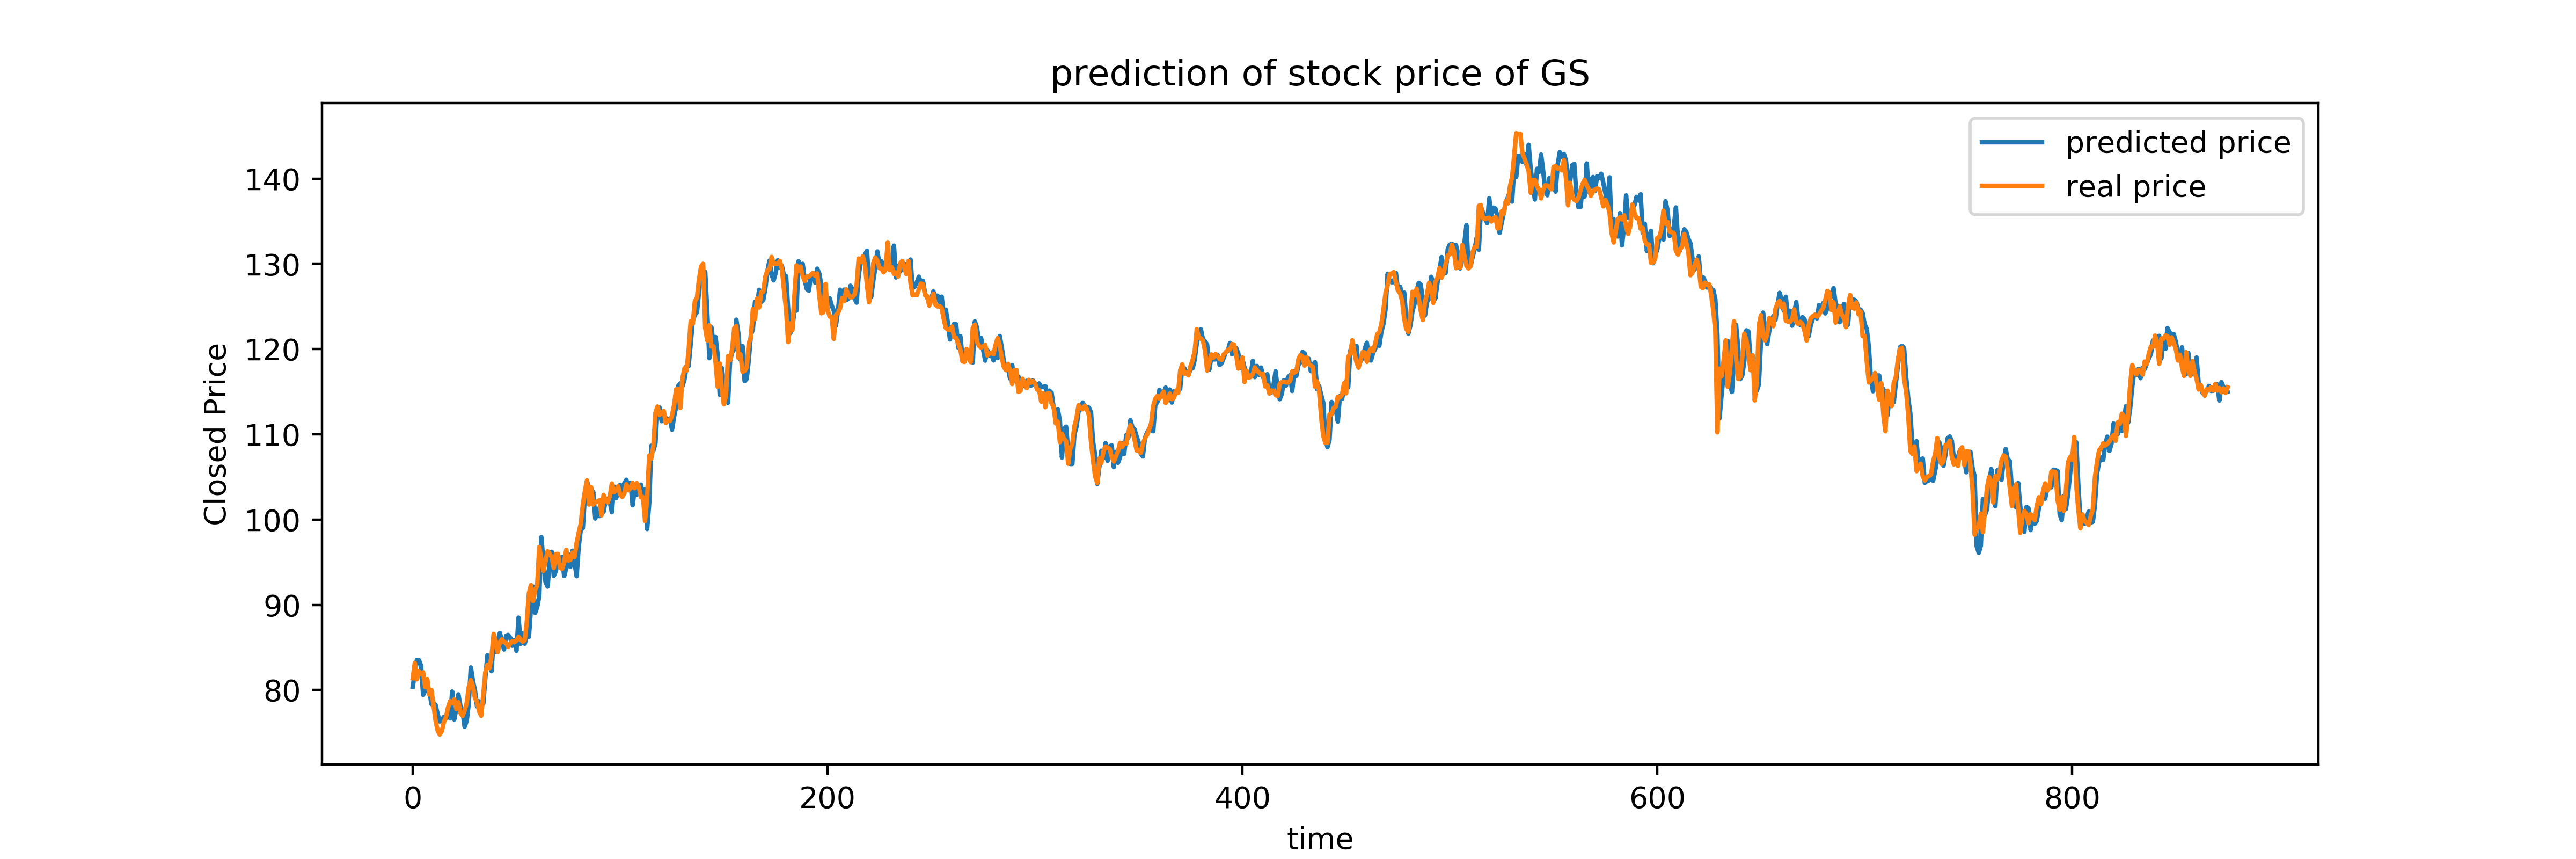 prediction of stock price of GS
predicted price
real price
Closed Price
140
130
120
110
100
90
80
0 200 400 600 800
time